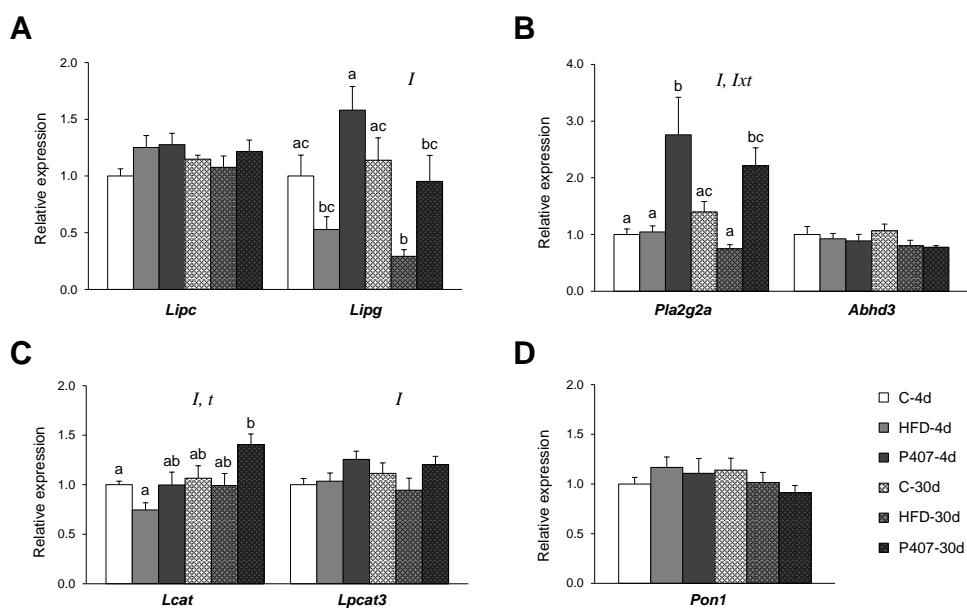 A
Relative expression
2.0
1.5
1.0
0.5
0.0
ac
bc
a
ac
b
bc
I
Lipc
Lipg
B
Relative expression
4.0
3.0
2.0
1.0
0.0
a
a
b
ac
a
bc
I, Ixt
Pla2g2a
Abhd3
C
Relative expression
2.0
1.5
1.0
0.5
0.0
a
a
ab
ab
ab
b
I, t
I
Lcat
Lpcat3
D
Relative expression
2.0
1.5
1.0
0.5
0.0
Pon1
C-4d
HFD-4d
P407-4d
C-30d
HFD-30d
P407-30d